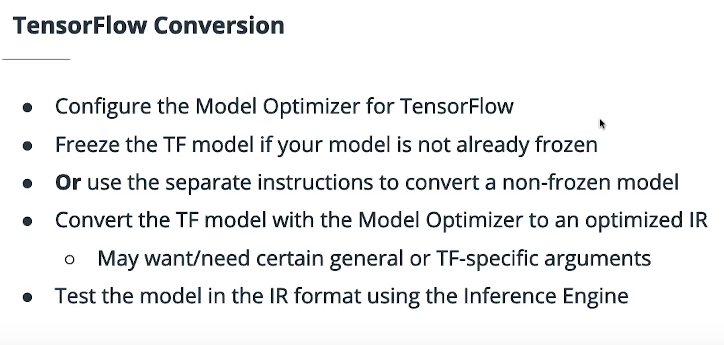 TensorFlow Conversion
● Configure the Model Optimizer for TensorFlow
● Freeze the TF model if your model is not already frozen
● Or use the separate instructions to convert a non-frozen model
● Convert the TF model with the Model Optimizer to an optimized IR
○ May want/need certain general or TF-specific arguments
● Test the model in the IR format using the Inference Engine